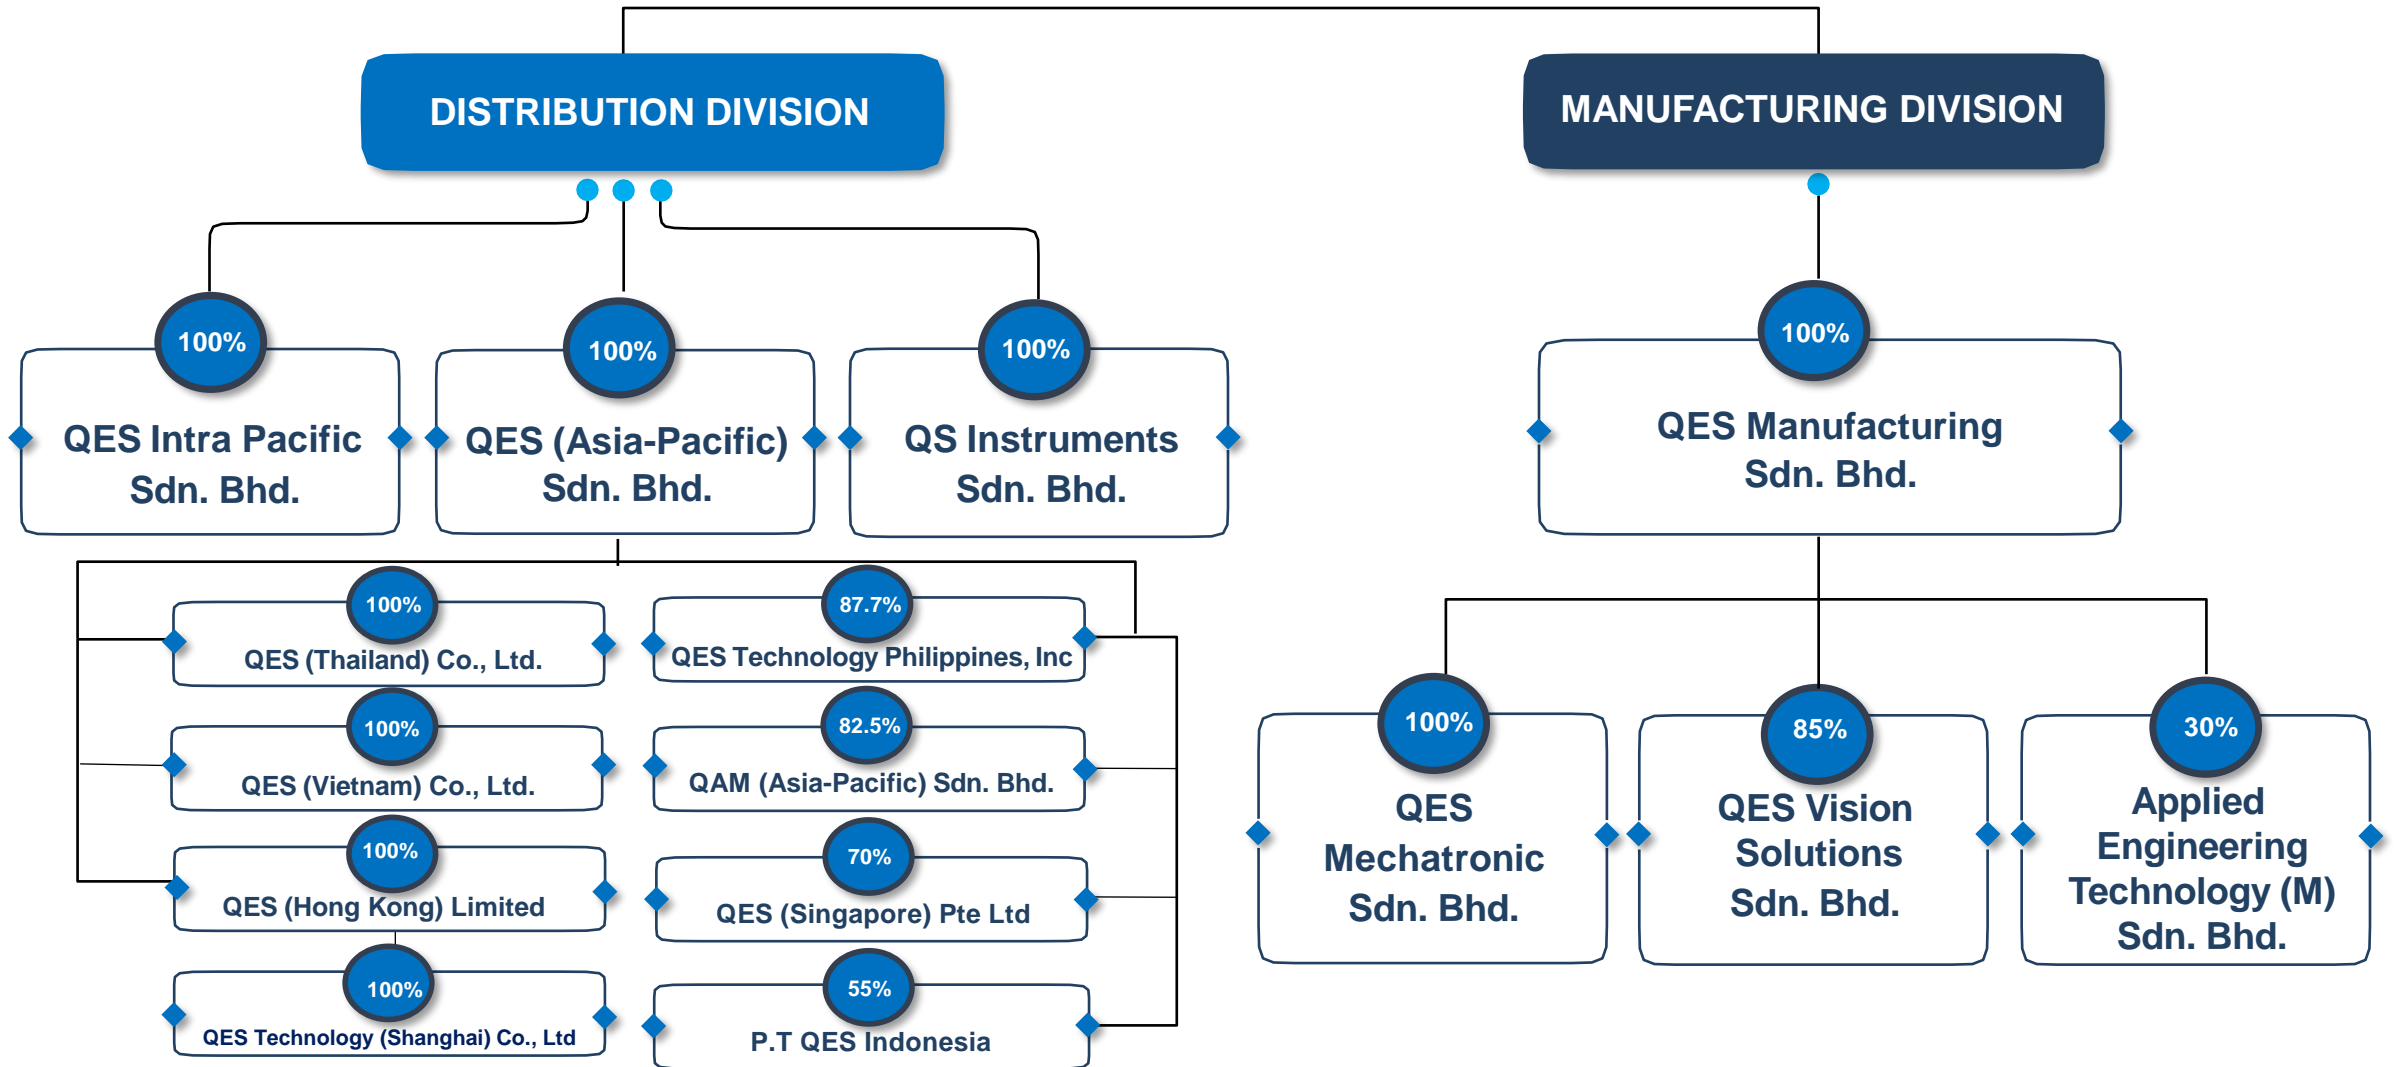 DISTRIBUTION DIVISION
MANUFACTURING DIVISION
100%
QES Intra Pacific
Sdn. Bhd.
100%
QES (Asia-Pacific)
Sdn. Bhd.
100%
QS Instruments
Sdn. Bhd.
100%
QES Manufacturing
Sdn. Bhd.
100%
QES (Thailand) Co., Ltd.
100%
QES (Vietnam) Co., Ltd.
100%
QES (Hong Kong) Limited
100%
QES Technology (Shanghai) Co., Ltd
87.7%
QES Technology Philippines, Inc
82.5%
QAM (Asia-Pacific) Sdn. Bhd.
70%
QES (Singapore) Pte Ltd
55%
P.T QES Indonesia
100%
QES
Mechatronic
Sdn. Bhd.
85%
QES Vision
Solutions
Sdn. Bhd.
30%
Applied
Engineering
Technology (M)
Sdn. Bhd.